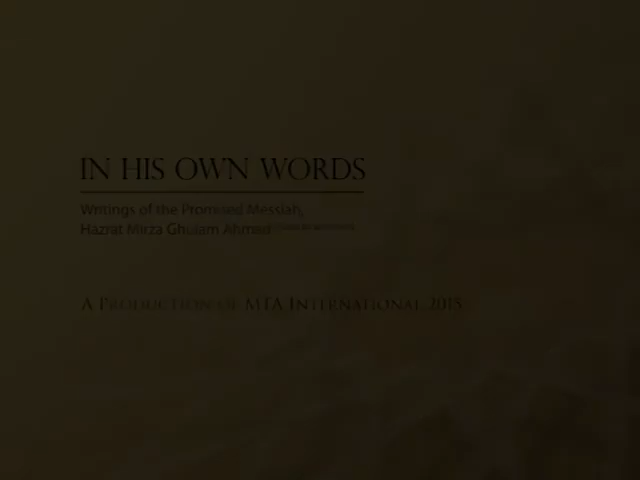 IN HIS OWN WORDS
Writings of the Promised Messiah,
Hazrat Mirza Ghulam Ahmad
A PRODUCTION OF MTA INTERNATIONAL 2015